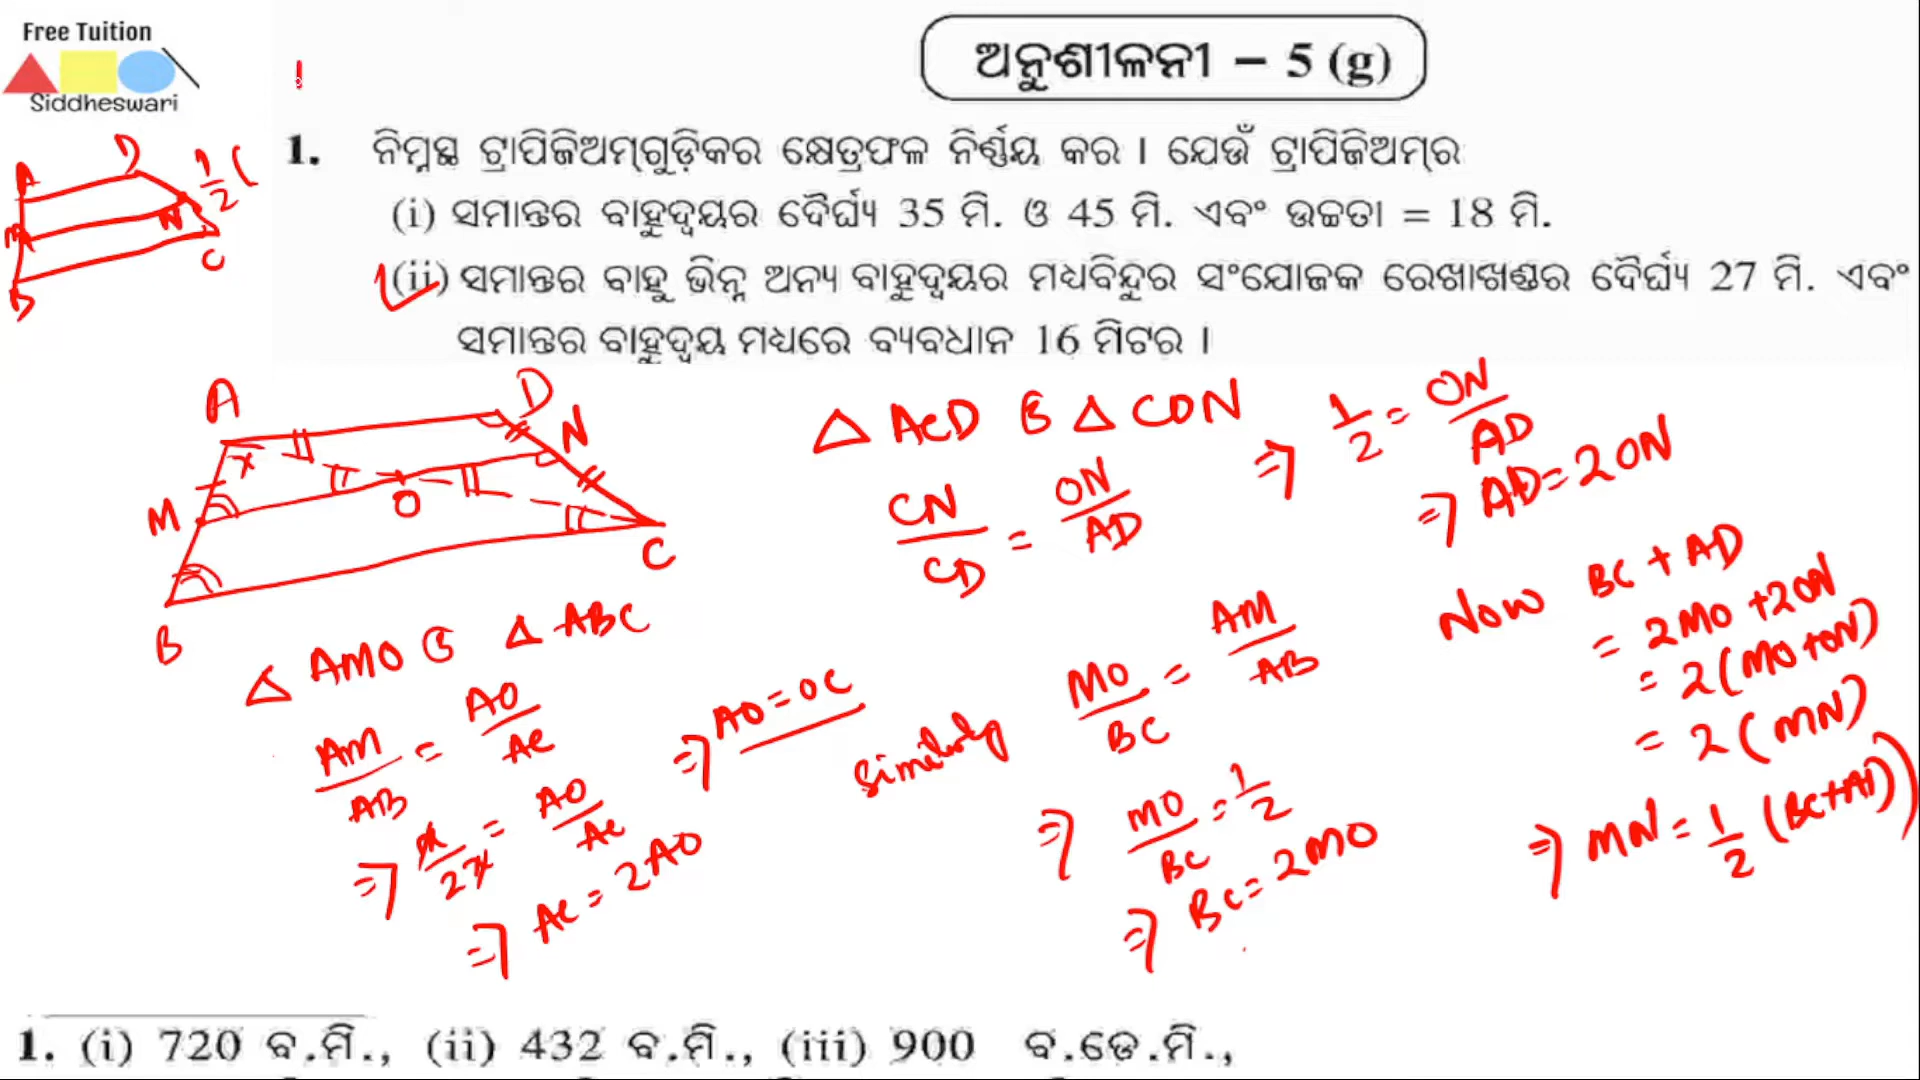 Free Tuition
Siddheswari
ଅନୁଶୀଳନୀ – 5 (g)
1. ନିମ୍ନସ୍ଥ ଟ୍ରାପିଜିଅମ୍‌ଗୁଡ଼ିକର କ୍ଷେତ୍ରଫଳ ନିର୍ଣ୍ଣୟ କର । ଯେଉଁ ଟ୍ରାପିଜିଅମ୍‌ର
(i) ସମାନ୍ତର ବାହୁଦ୍ୱୟର ଦୈର୍ଘ୍ୟ 35 ମି. ଓ 45 ମି. ଏବଂ ଉଚ୍ଚତା = 18 ମି.
(ii) ସମାନ୍ତର ବାହୁ ଭିନ୍ନ ଅନ୍ୟ ବାହୁଦ୍ୱୟର ମଧ୍ୟବିନ୍ଦୁର ସଂଯୋଜକ ରେଖାଖଣ୍ଡର ଦୈର୍ଘ୍ୟ 27 ମି. ଏବଂ
ସମାନ୍ତର ବାହୁଦ୍ୱୟ ମଧ୍ୟରେ ବ୍ୟବଧାନ 16 ମିଟର ।
A D 1/2 (
M N
B C
A D
N
x
M O
C
B
△ AMO ~ △ ABC
AM/AB = AO/AC
⇒ x/2x = AO/AC
⇒ AC = 2AO
⇒ AO = OC
△ ACD ~ △ CDN
CN/CD = ON/AD
⇒ 1/2 = ON/AD
⇒ AD = 2ON
MO/BC = AM/AB
⇒ MO/BC = 1/2
⇒ BC = 2MO
Now BC + AD
= 2MO + 2ON
= 2(MO+ON)
= 2(MN)
⇒ MN = 1/2 (BC+AD)
1. (i) 720 ବ.ମି., (ii) 432 ବ.ମି., (iii) 900 ବ.ଡେ.ମି.,